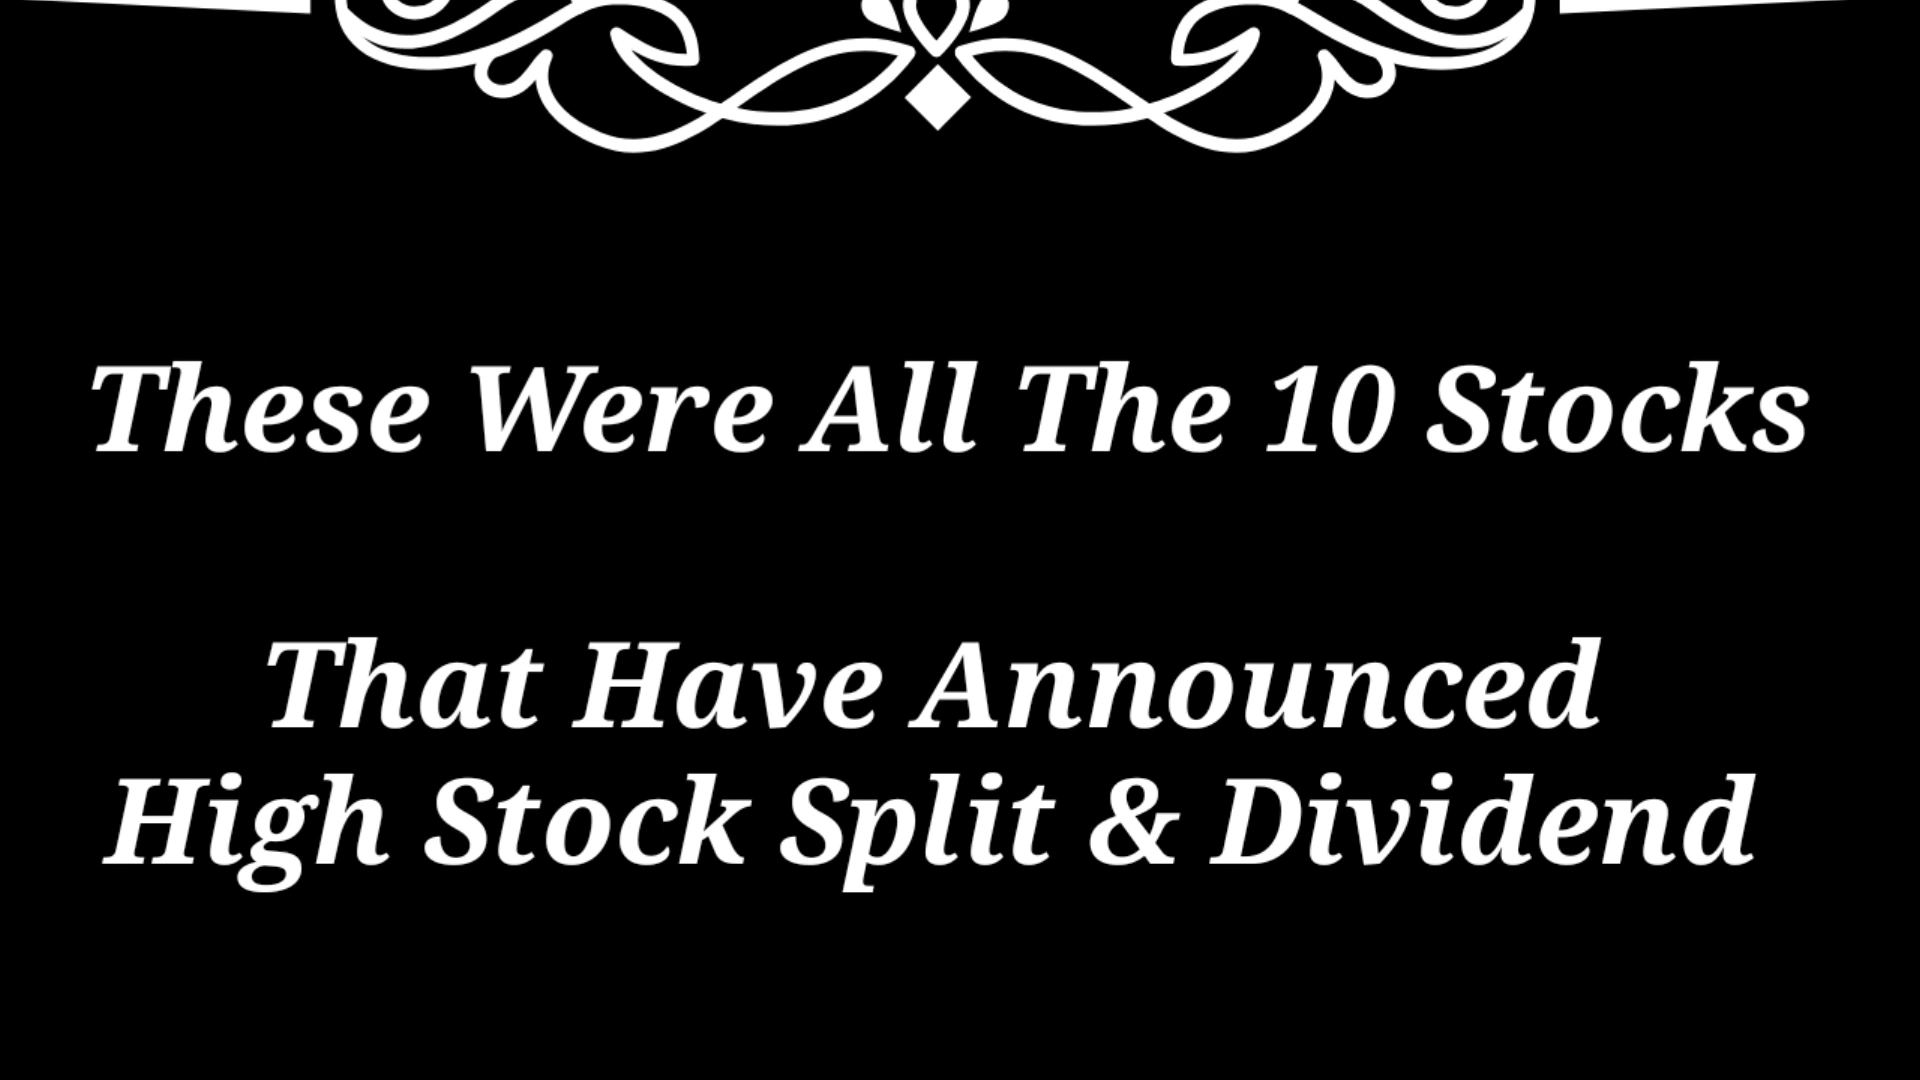 These Were All The 10 Stocks
That Have Announced
High Stock Split & Dividend